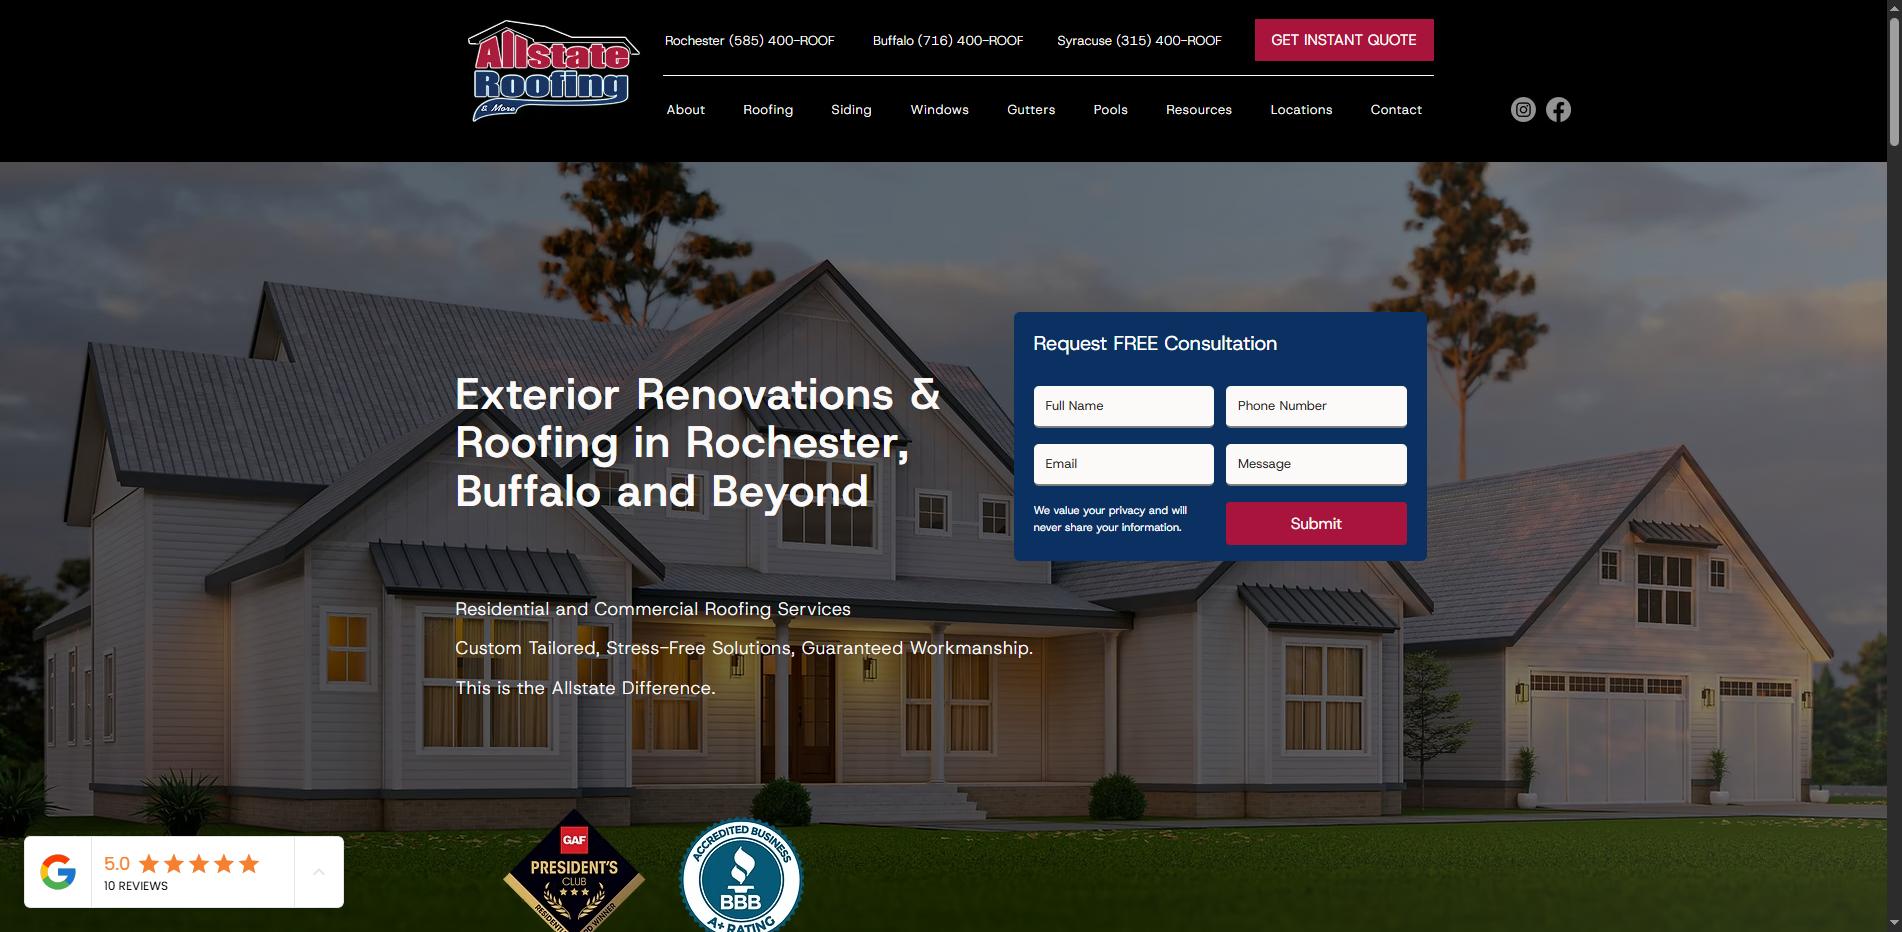 Allstate
Roofing
& More
Rochester (585) 400-ROOF
Buffalo (716) 400-ROOF
Syracuse (315) 400-ROOF
GET INSTANT QUOTE
About
Roofing
Siding
Windows
Gutters
Pools
Resources
Locations
Contact
Exterior Renovations &
Roofing in Rochester,
Buffalo and Beyond
Residential and Commercial Roofing Services
Custom Tailored, Stress-Free Solutions, Guaranteed Workmanship.
This is the Allstate Difference.
Request FREE Consultation
Full Name
Phone Number
Email
Message
We value your privacy and will
never share your information.
Submit
5.0
10 REVIEWS
GAF
PRESIDENT'S
CLUB
ACCREDITED BUSINESS
BBB
A+ RATING